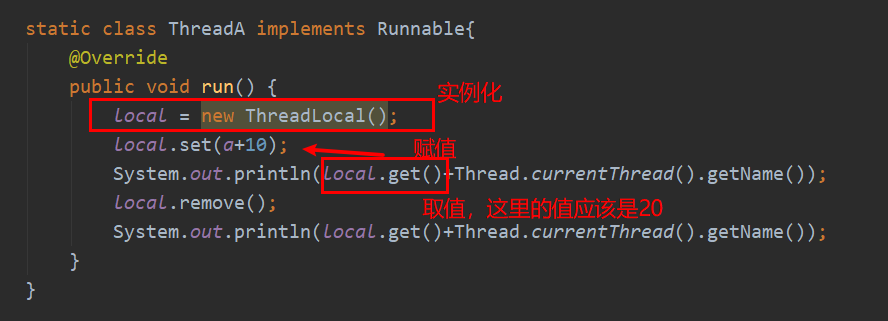 static class ThreadA implements Runnable{
@Override
public void run() {
实例化
local = new ThreadLocal();
local.set(a+10);
赋值
System.out.println(local.get()+Thread.currentThread().getName());
local.remove();
取值，这里的值应该是20
System.out.println(local.get()+Thread.currentThread().getName());
}
}